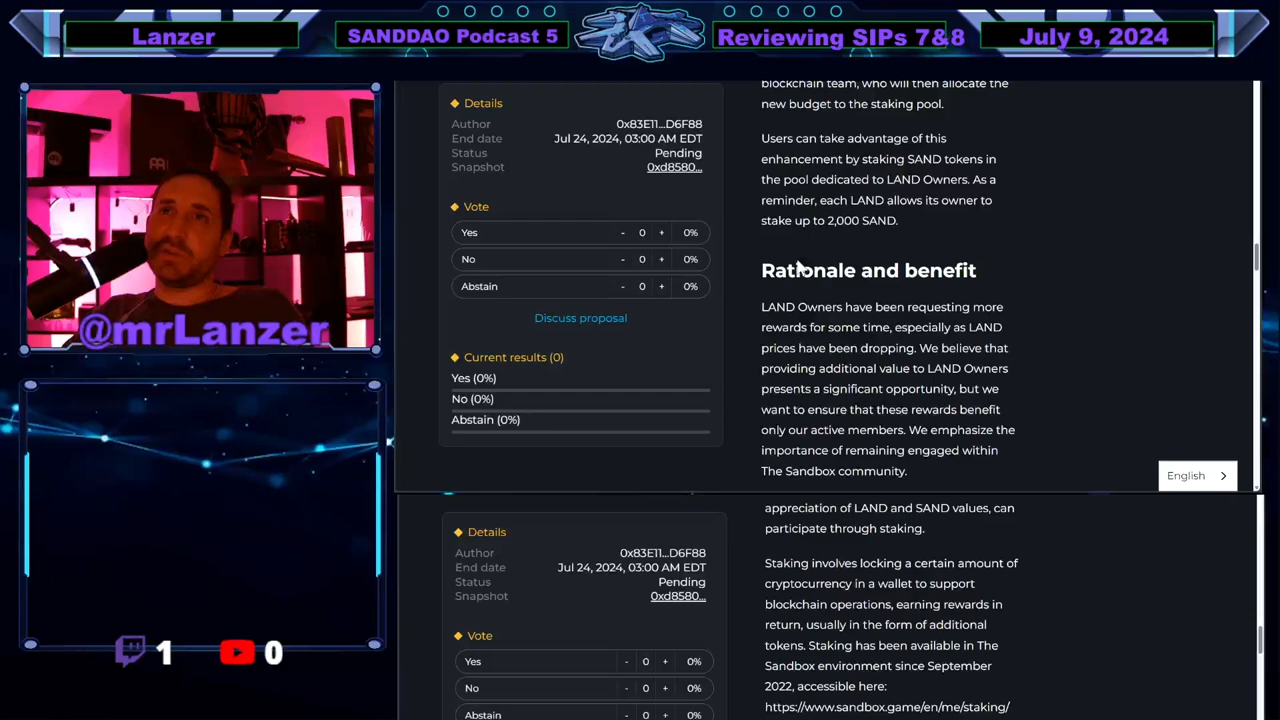 Lanzer
SANDDAO Podcast 5
Reviewing SIPs 7&8
July 9, 2024
@mrLanzer
1
0
Details
Author 0x83E11...D6F88
End date Jul 24, 2024, 03:00 AM EDT
Status Pending
Snapshot 0xd8580...
Vote
Yes - 0 + 0%
No - 0 + 0%
Abstain - 0 + 0%
Discuss proposal
Current results (0)
Yes (0%)
No (0%)
Abstain (0%)
blockchain team, who will then allocate the
new budget to the staking pool.
Users can take advantage of this
enhancement by staking SAND tokens in
the pool dedicated to LAND Owners. As a
reminder, each LAND allows its owner to
stake up to 2,000 SAND.
Rationale and benefit
LAND Owners have been requesting more
rewards for some time, especially as LAND
prices have been dropping. We believe that
providing additional value to LAND Owners
presents a significant opportunity, but we
want to ensure that these rewards benefit
only our active members. We emphasize the
importance of remaining engaged within
The Sandbox community.
English
Details
Author 0x83E11...D6F88
End date Jul 24, 2024, 03:00 AM EDT
Status Pending
Snapshot 0xd8580...
Vote
Yes - 0 + 0%
No - 0 + 0%
Abstain - 0 + 0%
appreciation of LAND and SAND values, can
participate through staking.
Staking involves locking a certain amount of
cryptocurrency in a wallet to support
blockchain operations, earning rewards in
return, usually in the form of additional
tokens. Staking has been available in The
Sandbox environment since September
2022, accessible here:
https://www.sandbox.game/en/me/staking/